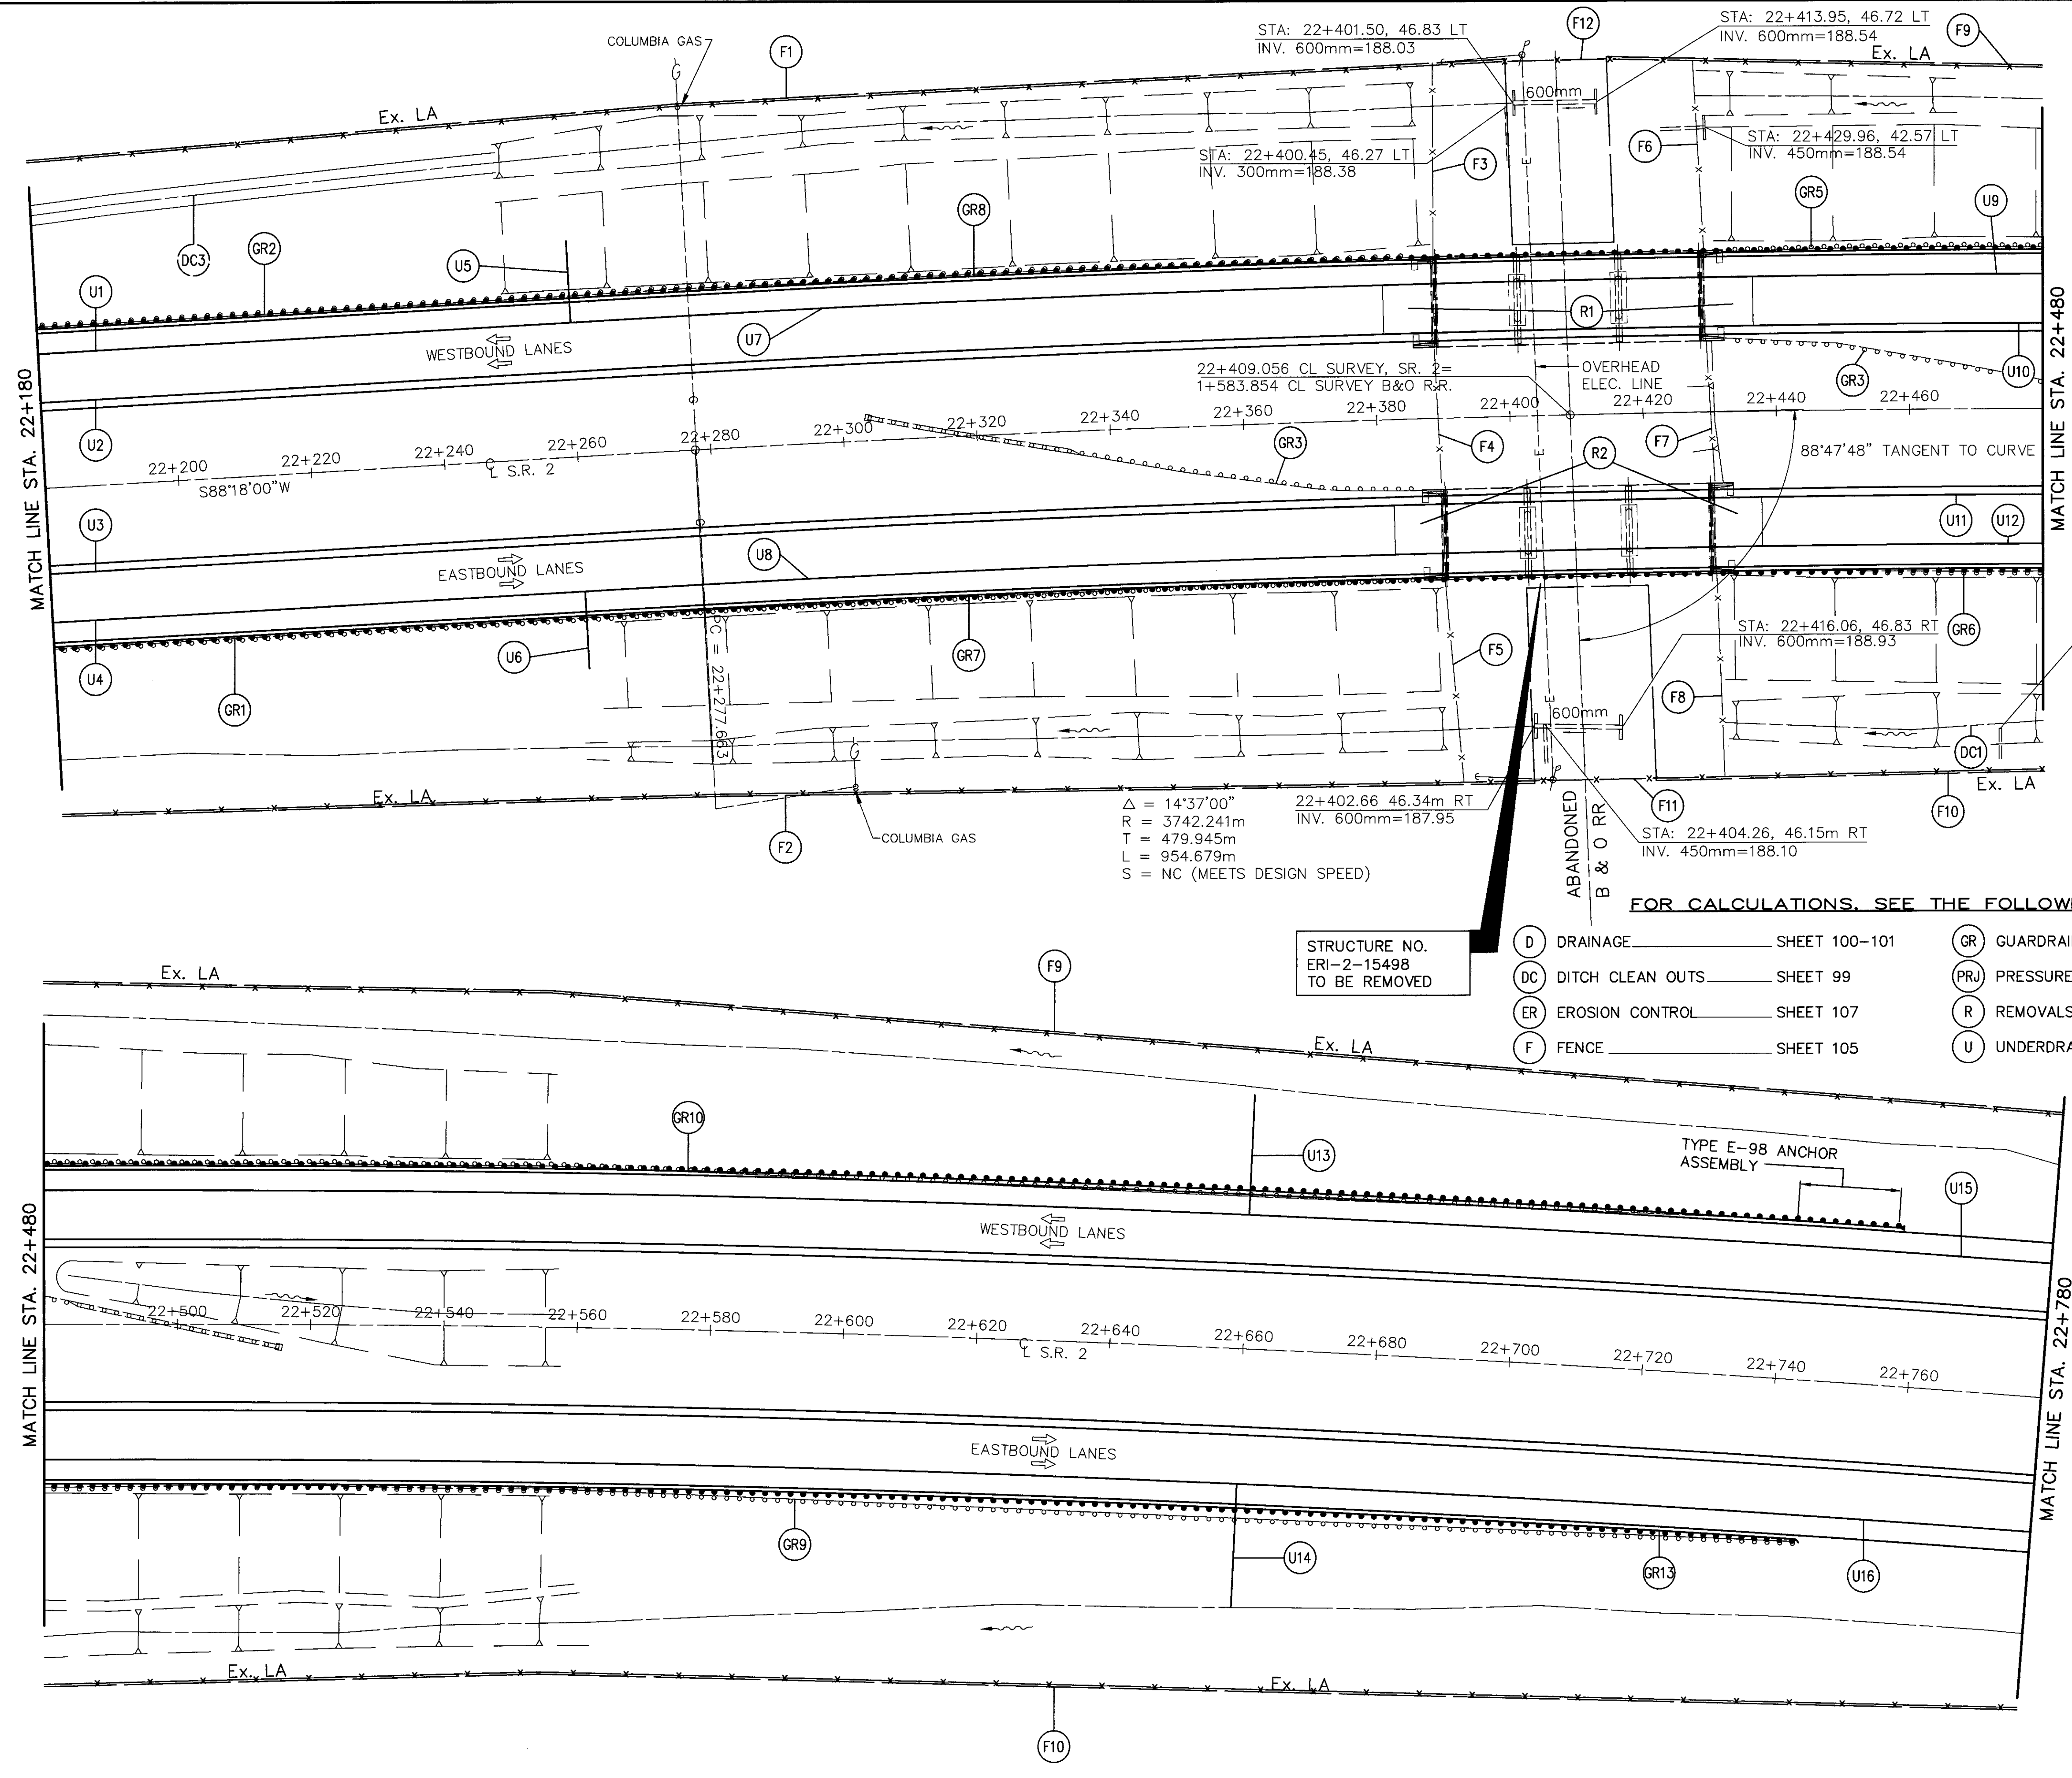 COLUMBIA GAS
F1
STA: 22+401.50, 46.83 LT
INV. 600mm=188.03
F12
STA: 22+413.95, 46.72 LT
INV. 600mm=188.54
F9
Ex. LA
Ex. LA
G
P
600mm
STA: 22+400.45, 46.27 LT
INV. 300mm=188.38
F3
E
F6
STA: 22+429.96, 42.57 LT
INV. 450mm=188.54
DC3
GR2
U5
GR8
GR5
U9
U1
U7
R1
WESTBOUND LANES
22+409.056 CL SURVEY, SR. 2=
1+583.854 CL SURVEY B&O R.R.
OVERHEAD
ELEC. LINE
GR3
U10
MATCH LINE STA. 22+180
MATCH LINE STA. 22+480
U2
G
22+200
22+220
22+240
22+260
22+280
22+300
22+320
22+340
22+360
22+380
22+400
22+420
22+440
22+460
S88°18'00"W
℄ S.R. 2
GR3
F4
E
R2
F7
88°47'48" TANGENT TO CURVE
U3
G
U11
U12
EASTBOUND LANES
U8
U4
GR1
U6
PC = 22+277.663
GR7
F5
E
STA: 22+416.06, 46.83 RT
INV. 600mm=188.93
GR6
F8
600mm
G
DC1
Ex. LA
Ex. LA
P
F2
COLUMBIA GAS
Δ = 14°37'00"
R = 3742.241m
T = 479.945m
L = 954.679m
S = NC (MEETS DESIGN SPEED)
22+402.66 46.34m RT
INV. 600mm=187.95
F11
F10
STA: 22+404.26, 46.15m RT
INV. 450mm=188.10
ABANDONED
B & O RR
FOR CALCULATIONS, SEE THE FOLLOW
STRUCTURE NO.
ERI-2-15498
TO BE REMOVED
D DRAINAGE SHEET 100-101
DC DITCH CLEAN OUTS SHEET 99
ER EROSION CONTROL SHEET 107
F FENCE SHEET 105
GR GUARDRAI
PRJ PRESSURE
R REMOVALS
U UNDERDRA
Ex. LA
F9
Ex. LA
GR10
U13
TYPE E-98 ANCHOR
ASSEMBLY
U15
WESTBOUND LANES
MATCH LINE STA. 22+480
MATCH LINE STA. 22+780
22+500
22+520
22+540
22+560
22+580
22+600
22+620
22+640
22+660
22+680
22+700
22+720
22+740
22+760
℄ S.R. 2
EASTBOUND LANES
GR9
U14
GR13
U16
Ex. LA
Ex. LA
F10